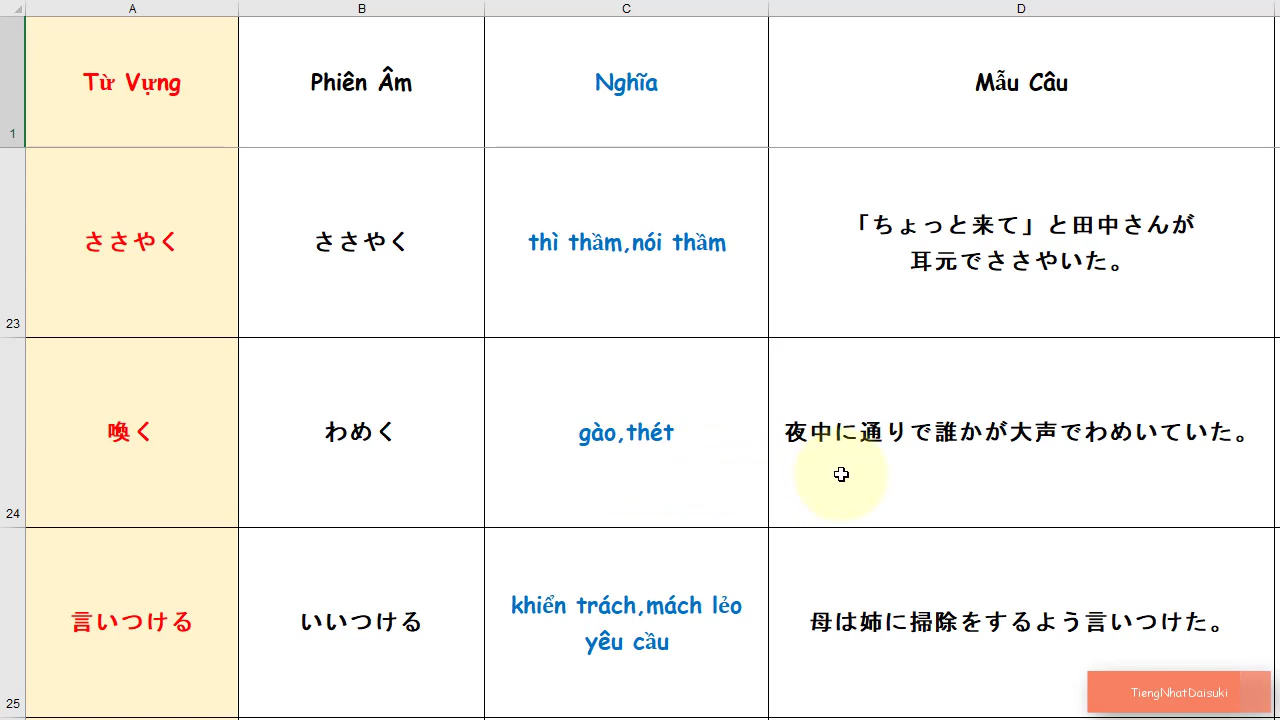 A B C D
1 Từ Vựng Phiên Âm Nghĩa Mẫu Câu
23 ささやく ささやく thì thầm,nói thầm 「ちょっと来て」と田中さんが
耳元でささやいた。
24 喚く わめく gào,thét 夜中に通りで誰かが大声でわめいていた。
25 言いつける いいつける khiển trách,mách lẻo
yêu cầu 母は姉に掃除をするよう言いつけた。
TiengNhatDaisuki